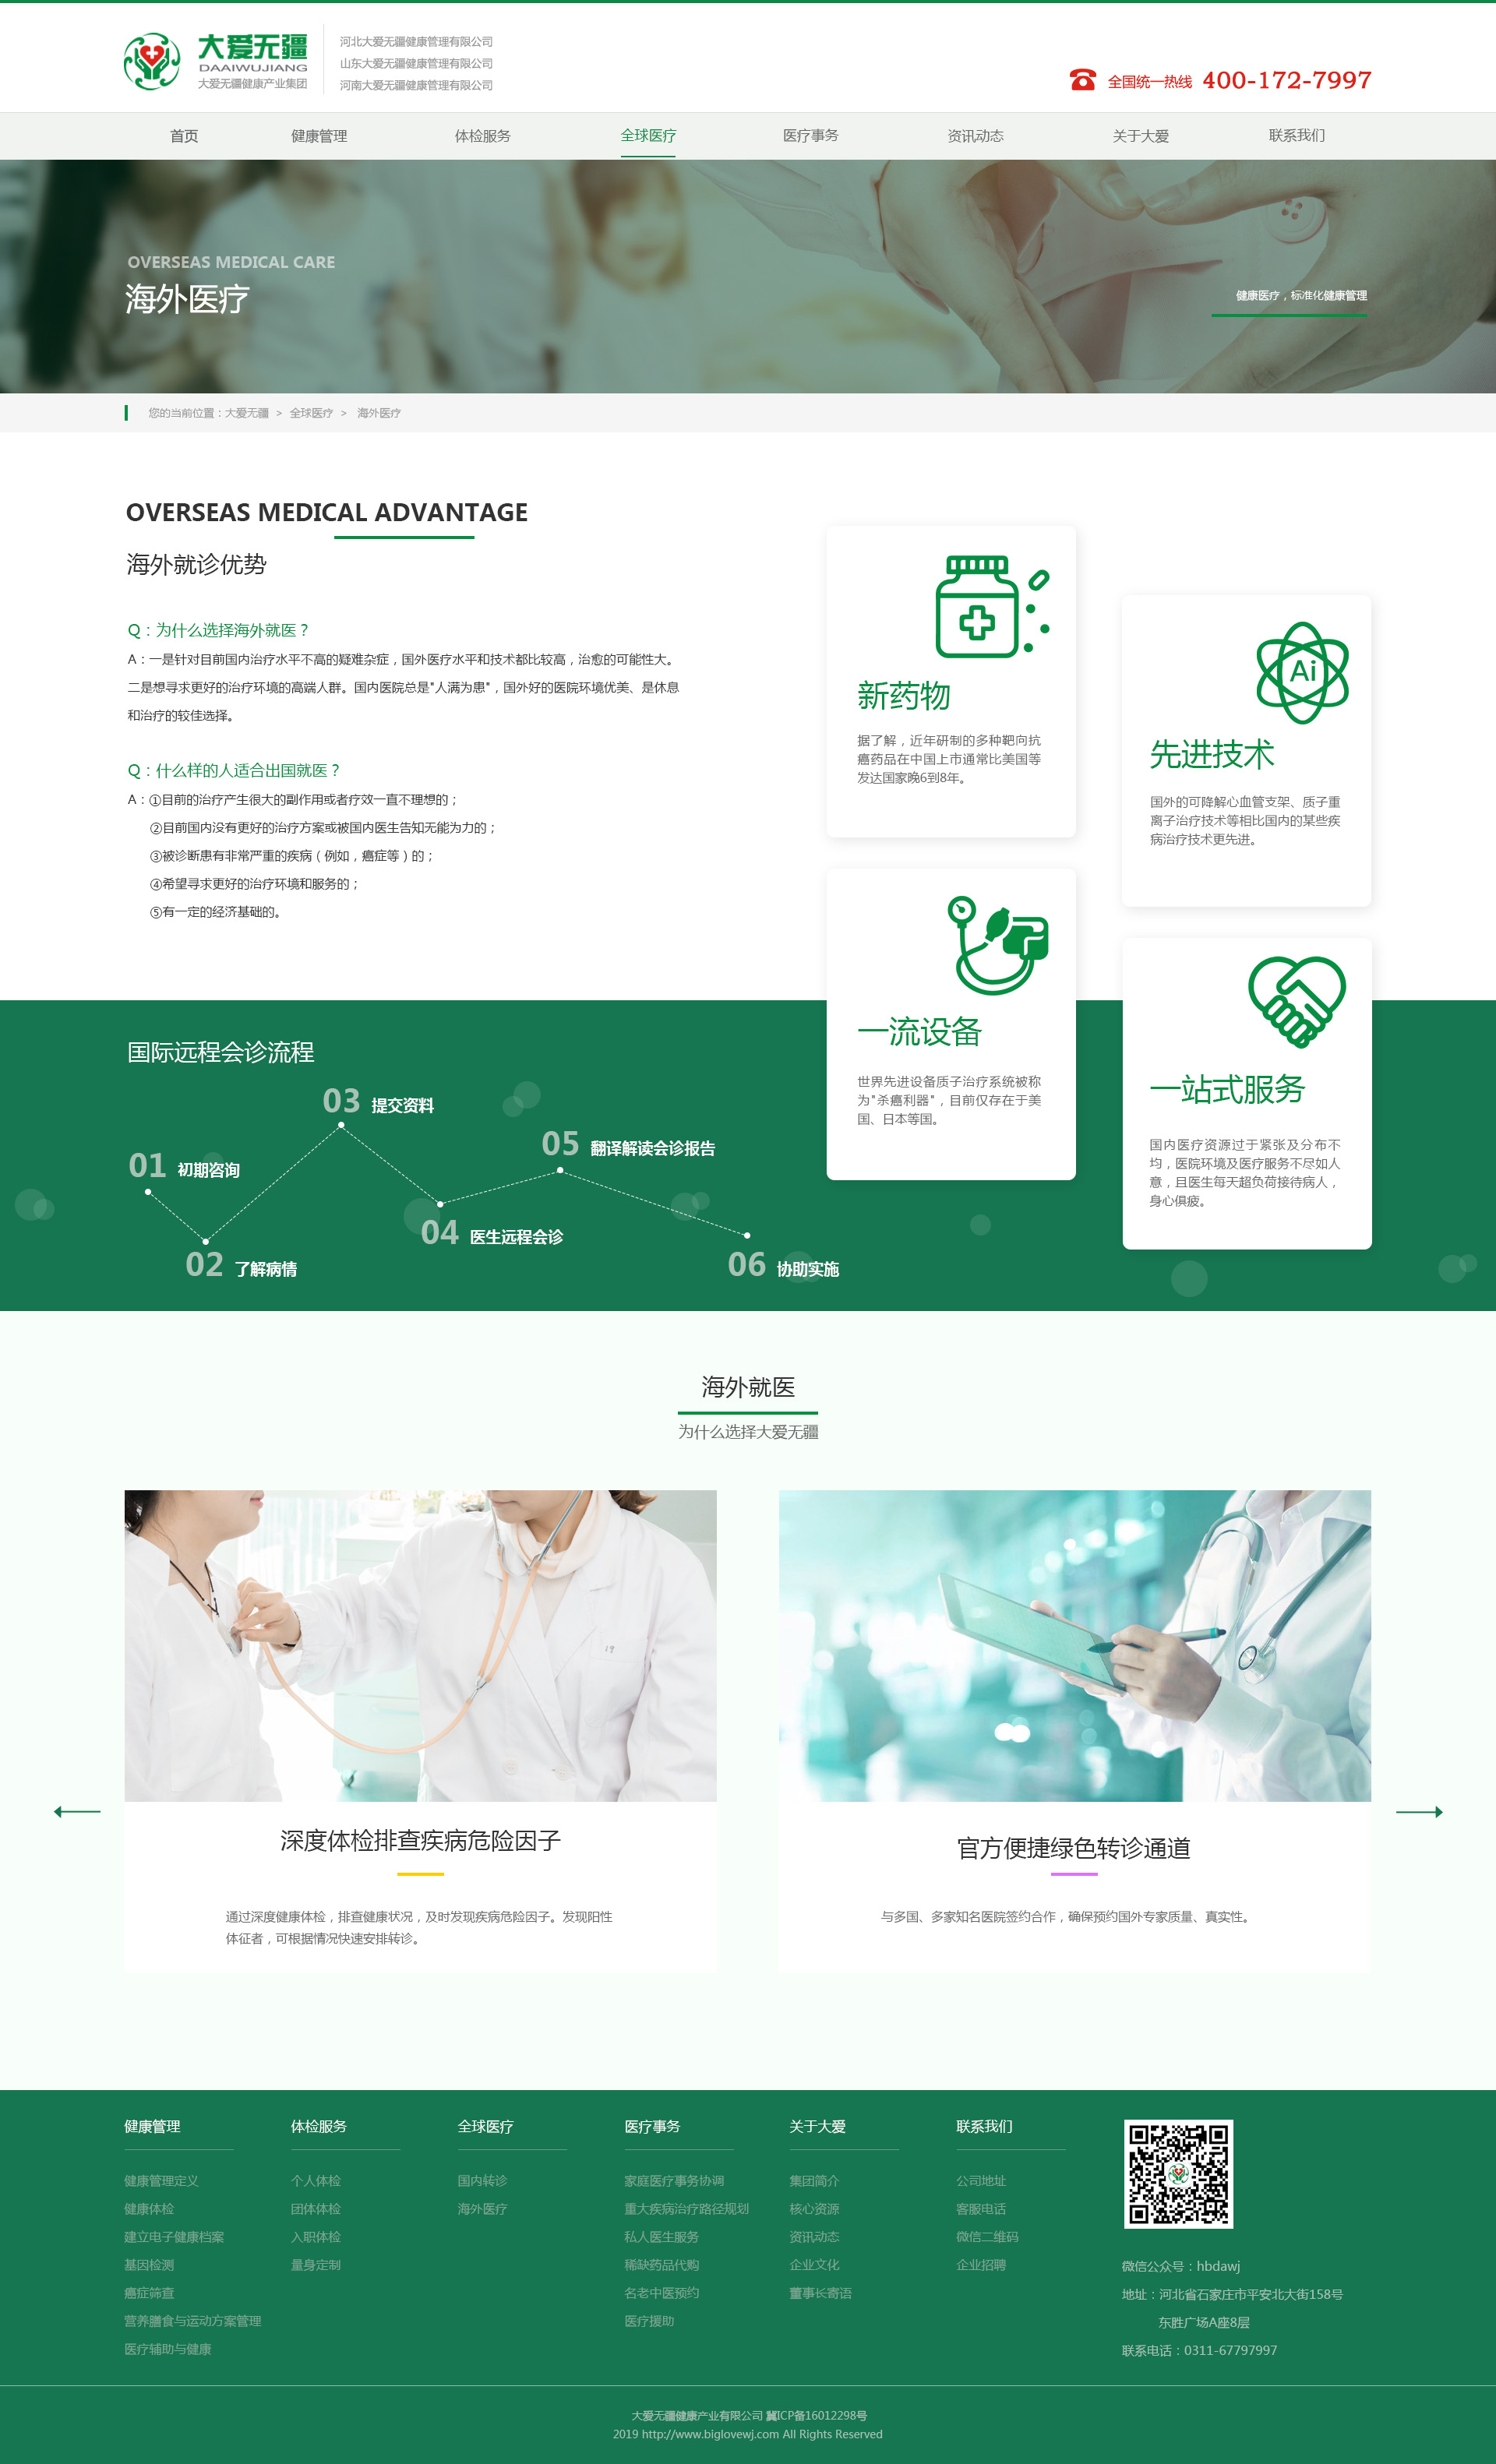 大爱无疆
DAAIWUJIANG
大爱无疆健康产业集团
河北大爱无疆健康管理有限公司
山东大爱无疆健康管理有限公司
河南大爱无疆健康管理有限公司
全国统一热线 400-172-7997
首页 健康管理 体检服务 全球医疗 医疗事务 资讯动态 关于大爱 联系我们
OVERSEAS MEDICAL CARE
海外医疗
健康医疗，标准化健康管理
您的当前位置：大爱无疆 > 全球医疗 > 海外医疗
OVERSEAS MEDICAL ADVANTAGE
海外就诊优势
Q：为什么选择海外就医？
A：一是针对目前国内治疗水平不高的疑难杂症，国外医疗水平和技术都比较高，治愈的可能性大。
二是想寻求更好的治疗环境的高端人群。国内医院总是"人满为患"，国外好的医院环境优美、是休息
和治疗的较佳选择。
Q：什么样的人适合出国就医？
A：①目前的治疗产生很大的副作用或者疗效一直不理想的；
②目前国内没有更好的治疗方案或被国内医生告知无能为力的；
③被诊断患有非常严重的疾病（例如，癌症等）的；
④希望寻求更好的治疗环境和服务的；
⑤有一定的经济基础的。
新药物
据了解，近年研制的多种靶向抗
癌药品在中国上市通常比美国等
发达国家晚6到8年。
Ai
先进技术
国外的可降解心血管支架、质子重
离子治疗技术等相比国内的某些疾
病治疗技术更先进。
一流设备
世界先进设备质子治疗系统被称
为"杀癌利器"，目前仅存在于美
国、日本等国。
一站式服务
国内医疗资源过于紧张及分布不
均，医院环境及医疗服务不尽如人
意，且医生每天超负荷接待病人，
身心俱疲。
国际远程会诊流程
01 初期咨询
02 了解病情
03 提交资料
04 医生远程会诊
05 翻译解读会诊报告
06 协助实施
海外就医
为什么选择大爱无疆
深度体检排查疾病危险因子
通过深度健康体检，排查健康状况，及时发现疾病危险因子。发现阳性
体征者，可根据情况快速安排转诊。
官方便捷绿色转诊通道
与多国、多家知名医院签约合作，确保预约国外专家质量、真实性。
健康管理
健康管理定义
健康体检
建立电子健康档案
基因检测
癌症筛查
营养膳食与运动方案管理
医疗辅助与健康
体检服务
个人体检
团体体检
入职体检
量身定制
全球医疗
国内转诊
海外医疗
医疗事务
家庭医疗事务协调
重大疾病治疗路径规划
私人医生服务
稀缺药品代购
名老中医预约
医疗援助
关于大爱
集团简介
核心资源
资讯动态
企业文化
董事长寄语
联系我们
公司地址
客服电话
微信二维码
企业招聘
微信公众号：hbdawj
地址：河北省石家庄市平安北大街158号
东胜广场A座8层
联系电话：0311-67797997
大爱无疆健康产业有限公司 冀ICP备16012298号
2019 http://www.biglovewj.com All Rights Reserved